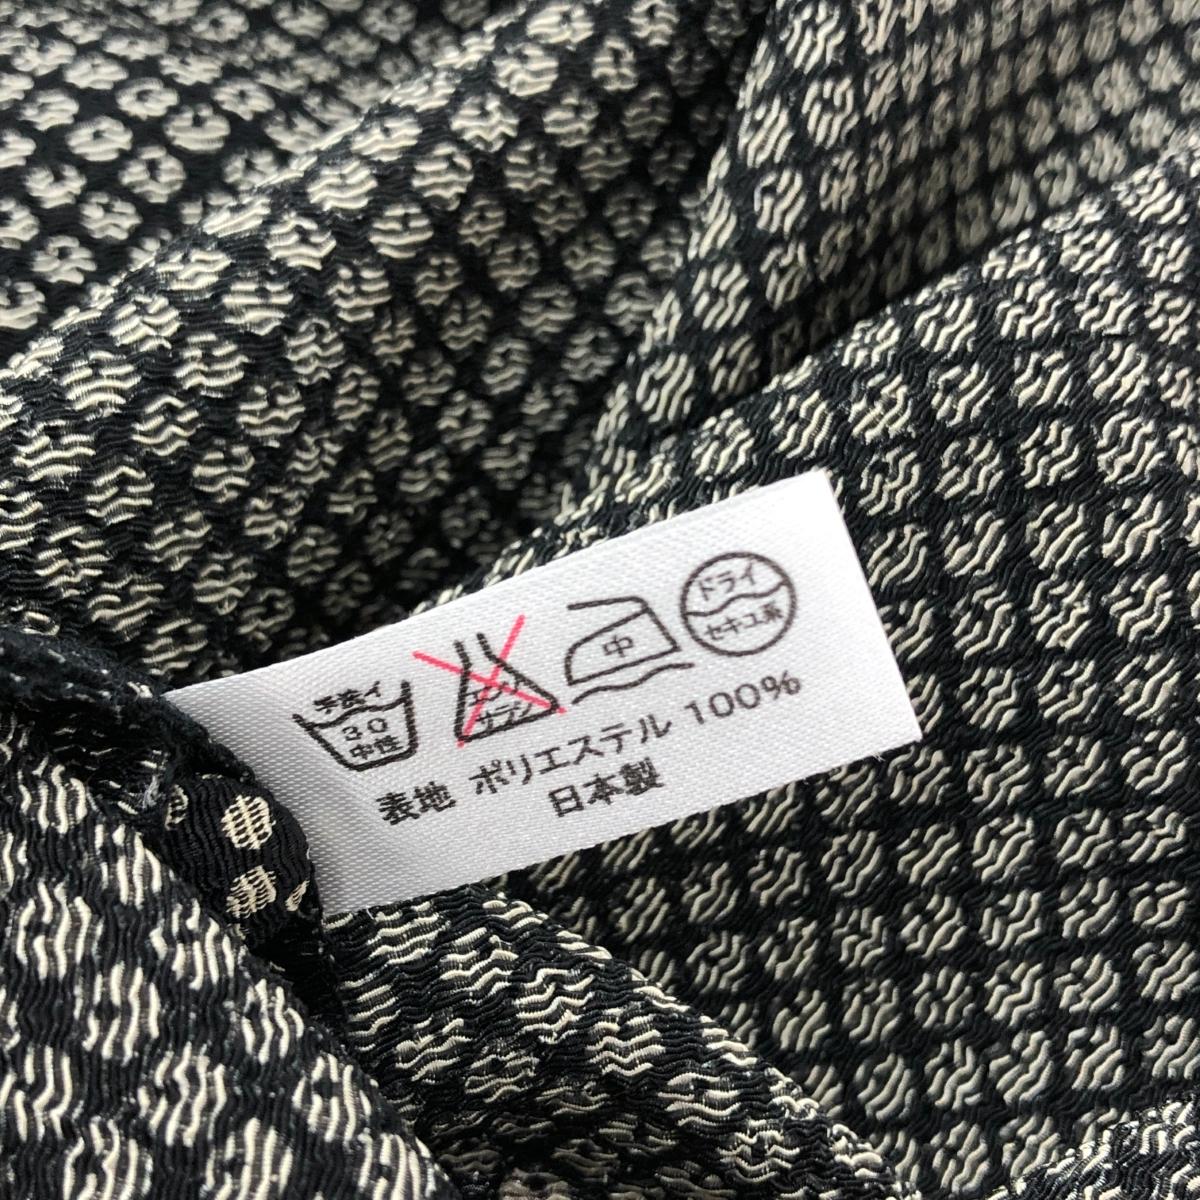 手洗イ
30
中性
エンソ
サラシ
中
ドライ
セキユ系
表地 ポリエステル 100%
日本製